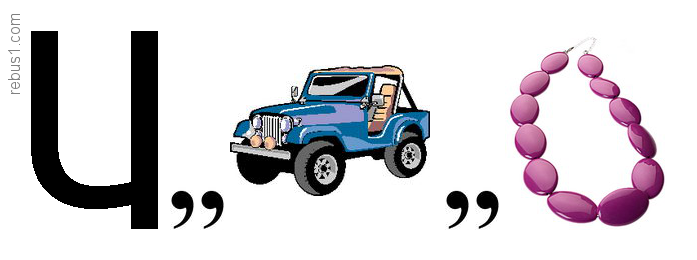 rebus1.com
Ч,, ,,